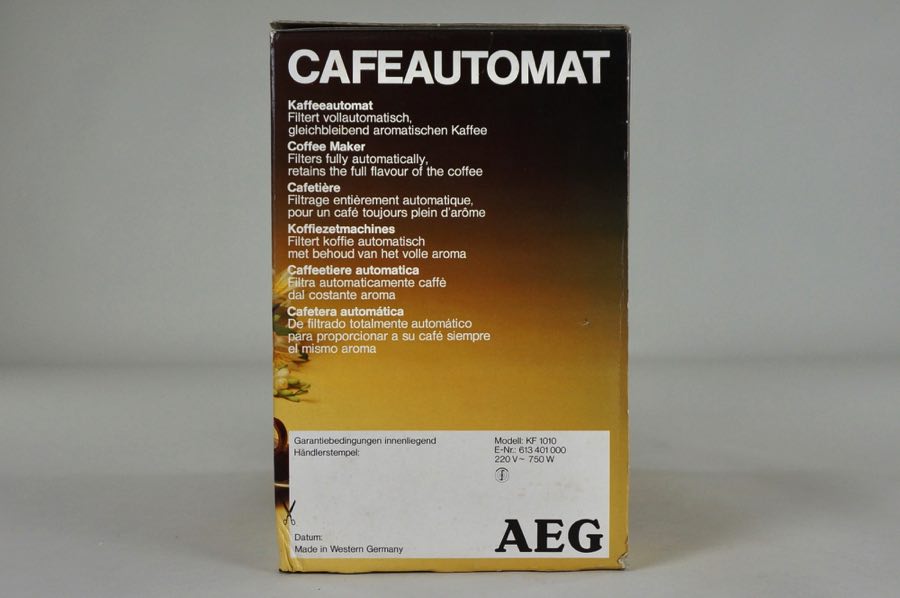 CAFEAUTOMAT
Kaffeeautomat
Filtert vollautomatisch,
gleichbleibend aromatischen Kaffee
Coffee Maker
Filters fully automatically,
retains the full flavour of the coffee
Cafetière
Filtrage entièrement automatique,
pour un café toujours plein d'arôme
Koffiezetmachines
Filtert koffie automatisch
met behoud van het volle aroma
Caffeetiere automatica
Filtra automaticamente caffè
dal costante aroma
Cafetera automática
De filtrado totalmente automático
para proporcionar a su café siempre
el mismo aroma
Garantiebedingungen innenliegend
Händlerstempel:
Modell: KF 1010
E-Nr.: 613 401 000
220 V~ 750 W
Datum:
Made in Western Germany
AEG